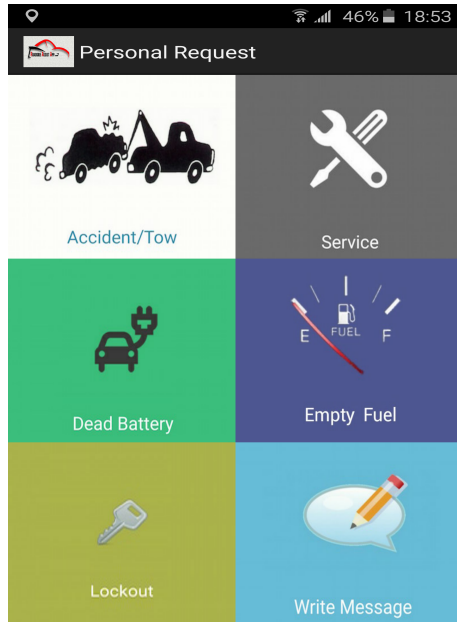 46% 18:53
Personal Request
Accident/Tow
Service
Dead Battery
E FUEL F
Empty Fuel
Lockout
Write Message